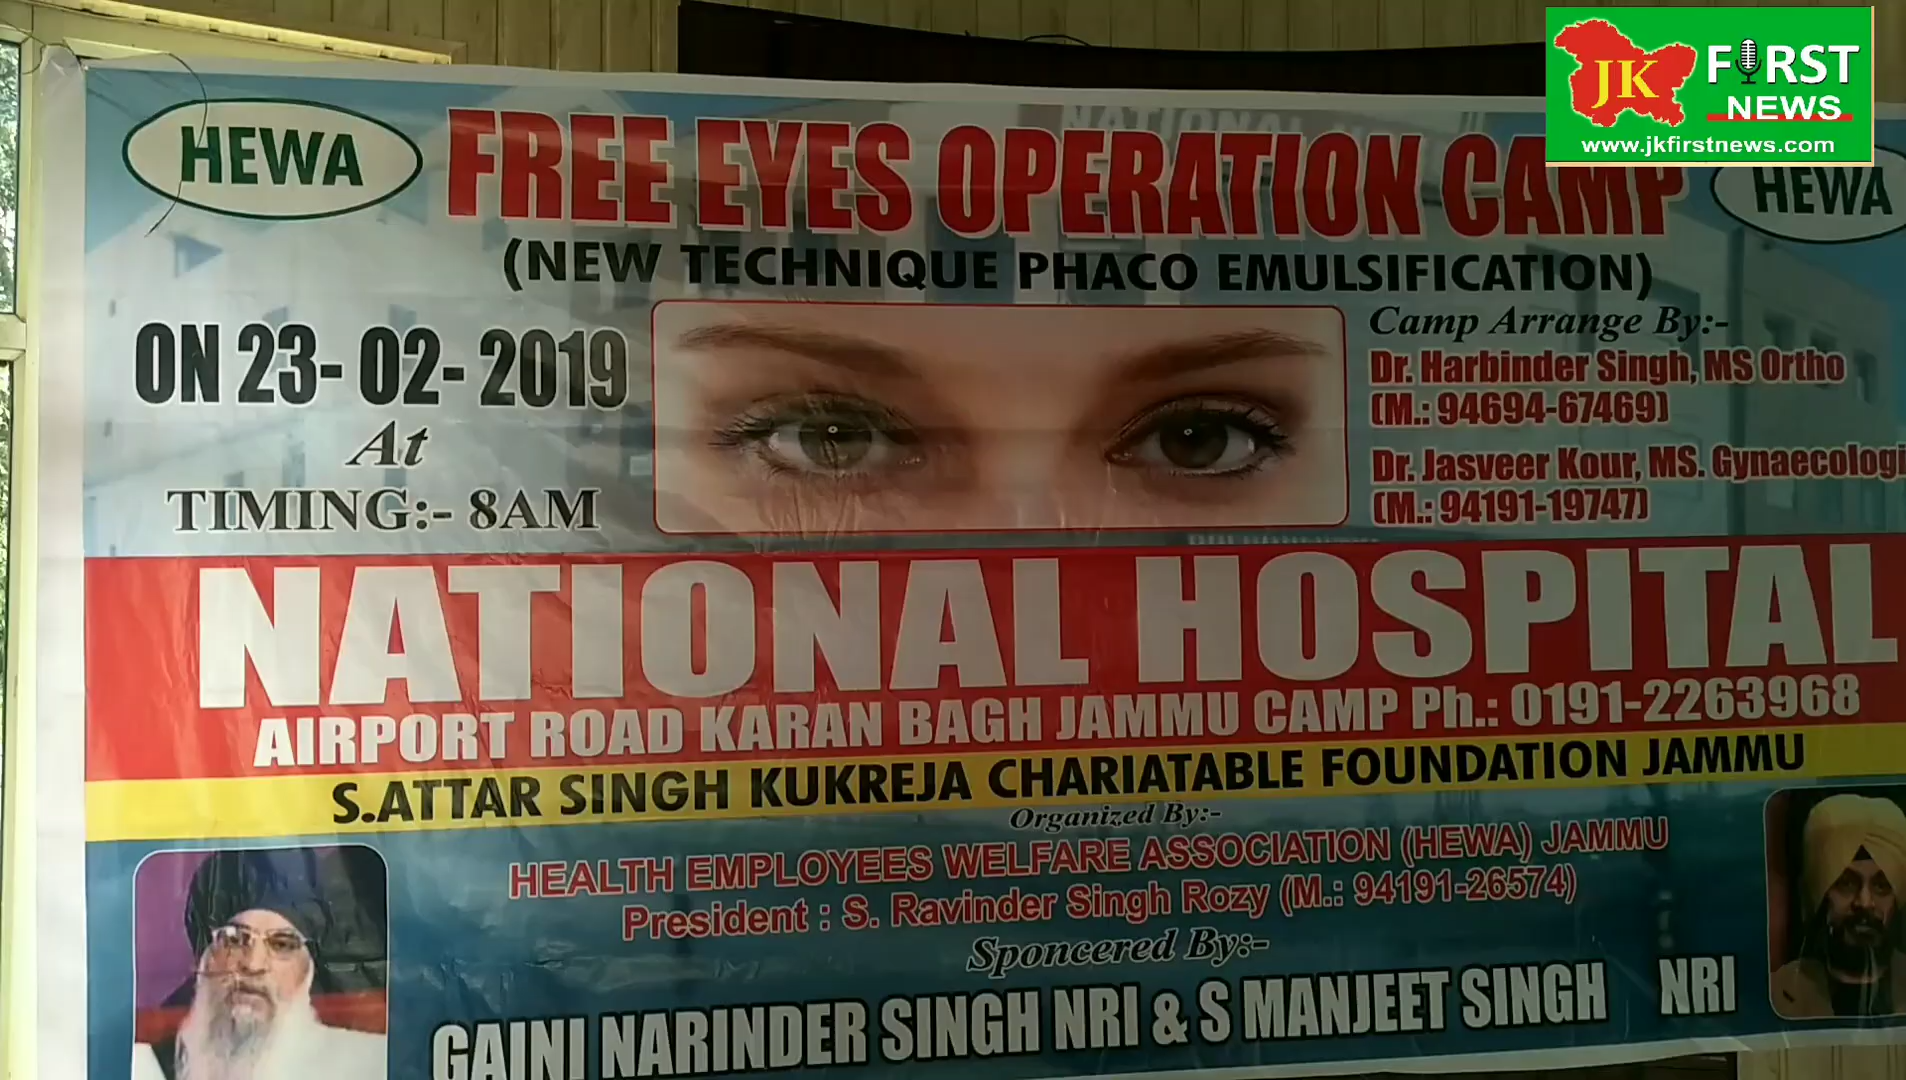 JK FIRST
NEWS
www.jkfirstnews.com
HEWA
FREE EYES OPERATION CAMP
HEWA
(NEW TECHNIQUE PHACO EMULSIFICATION)
ON 23- 02- 2019
At
TIMING:- 8AM
Camp Arrange By:-
Dr. Harbinder Singh, MS Ortho
(M.: 94694-67469)
Dr. Jasveer Kour, MS. Gynaecologi
(M.: 94191-19747)
NATIONAL HOSPITAL
AIRPORT ROAD KARAN BAGH JAMMU CAMP Ph.: 0191-2263968
S.ATTAR SINGH KUKREJA CHARIATABLE FOUNDATION JAMMU
Organized By:-
HEALTH EMPLOYEES WELFARE ASSOCIATION (HEWA) JAMMU
President : S. Ravinder Singh Rozy (M.: 94191-26574)
Sponcered By:-
GAINI NARINDER SINGH NRI & S MANJEET SINGH NRI